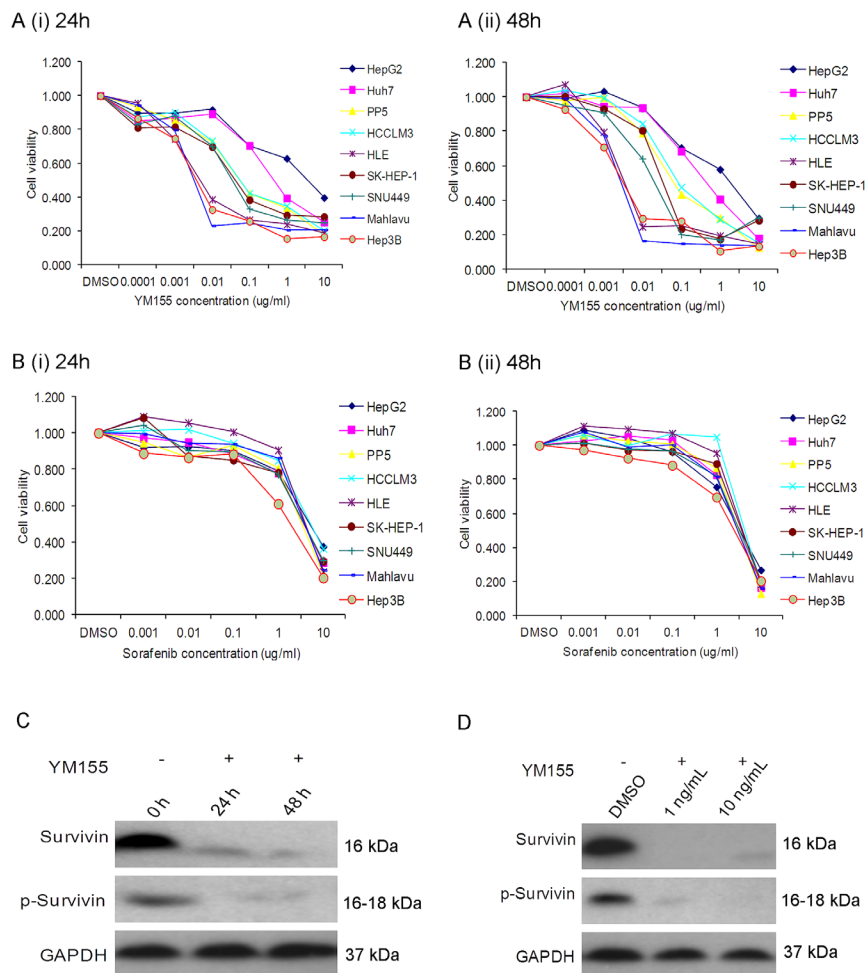 A (i) 24h
1.200
1.000
0.800
0.600
0.400
0.200
0.000
Cell viability
DMSO 0.0001 0.001 0.01 0.1 1 10
YM155 concentration (ug/ml)
HepG2
Huh7
PP5
HCCLM3
HLE
SK-HEP-1
SNU449
Mahlavu
Hep3B
A (ii) 48h
1.200
1.000
0.800
0.600
0.400
0.200
0.000
Cell viability
DMSO 0.0001 0.001 0.01 0.1 1 10
YM155 concentration (ug/ml)
HepG2
Huh7
PP5
HCCLM3
HLE
SK-HEP-1
SNU449
Mahlavu
Hep3B
B (i) 24h
1.200
1.000
0.800
0.600
0.400
0.200
0.000
Cell viability
DMSO 0.001 0.01 0.1 1 10
Sorafenib concentration (ug/ml)
HepG2
Huh7
PP5
HCCLM3
HLE
SK-HEP-1
SNU449
Mahlavu
Hep3B
B (ii) 48h
1.200
1.000
0.800
0.600
0.400
0.200
0.000
Cell viability
DMSO 0.001 0.01 0.1 1 10
Sorafenib concentration (ug/ml)
HepG2
Huh7
PP5
HCCLM3
HLE
SK-HEP-1
SNU449
Mahlavu
Hep3B
C
YM155 - + +
0 h 24 h 48 h
Survivin 16 kDa
p-Survivin 16-18 kDa
GAPDH 37 kDa
D
YM155 - + +
DMSO 1 ng/mL 10 ng/mL
Survivin 16 kDa
p-Survivin 16-18 kDa
GAPDH 37 kDa